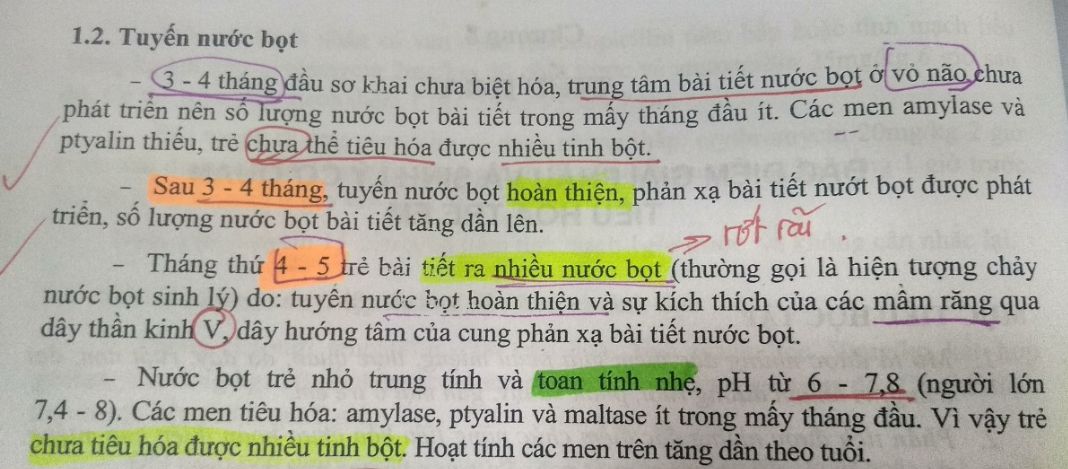 1.2. Tuyến nước bọt
- 3 - 4 tháng đầu sơ khai chưa biệt hóa, trung tâm bài tiết nước bọt ở vỏ não chưa
phát triển nên số lượng nước bọt bài tiết trong mấy tháng đầu ít. Các men amylase và
ptyalin thiếu, trẻ chưa thể tiêu hóa được nhiều tinh bột.
- Sau 3 - 4 tháng, tuyến nước bọt hoàn thiện, phản xạ bài tiết nướt bọt được phát
triển, số lượng nước bọt bài tiết tăng dần lên.
⇒ rớt rãi.
- Tháng thứ 4 - 5 trẻ bài tiết ra nhiều nước bọt (thường gọi là hiện tượng chảy
nước bọt sinh lý) do: tuyến nước bọt hoàn thiện và sự kích thích của các mầm răng qua
dây thần kinh V, dây hướng tâm của cung phản xạ bài tiết nước bọt.
- Nước bọt trẻ nhỏ trung tính và toan tính nhẹ, pH từ 6 - 7,8 (người lớn
7,4 - 8). Các men tiêu hóa: amylase, ptyalin và maltase ít trong mấy tháng đầu. Vì vậy trẻ
chưa tiêu hóa được nhiều tinh bột. Hoạt tính các men trên tăng dần theo tuổi.